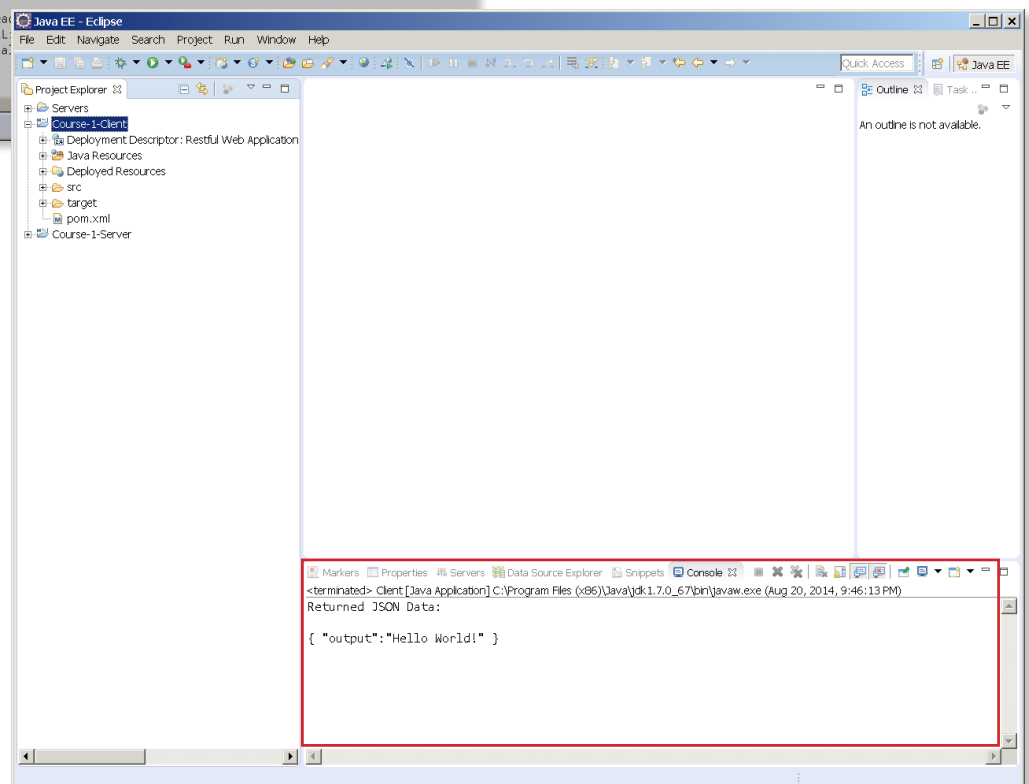 Java EE - Eclipse
File Edit Navigate Search Project Run Window Help
Quick Access Java EE
Project Explorer
Servers
Course-1-Client
Deployment Descriptor: Restful Web Application
Java Resources
Deployed Resources
src
target
pom.xml
Course-1-Server
Outline Task ..
An outline is not available.
Markers Properties Servers Data Source Explorer Snippets Console
<terminated> Client [Java Application] C:\Program Files (x86)\Java\jdk1.7.0_67\bin\javaw.exe (Aug 20, 2014, 9:46:13 PM)
Returned JSON Data:
{ "output":"Hello World!" }